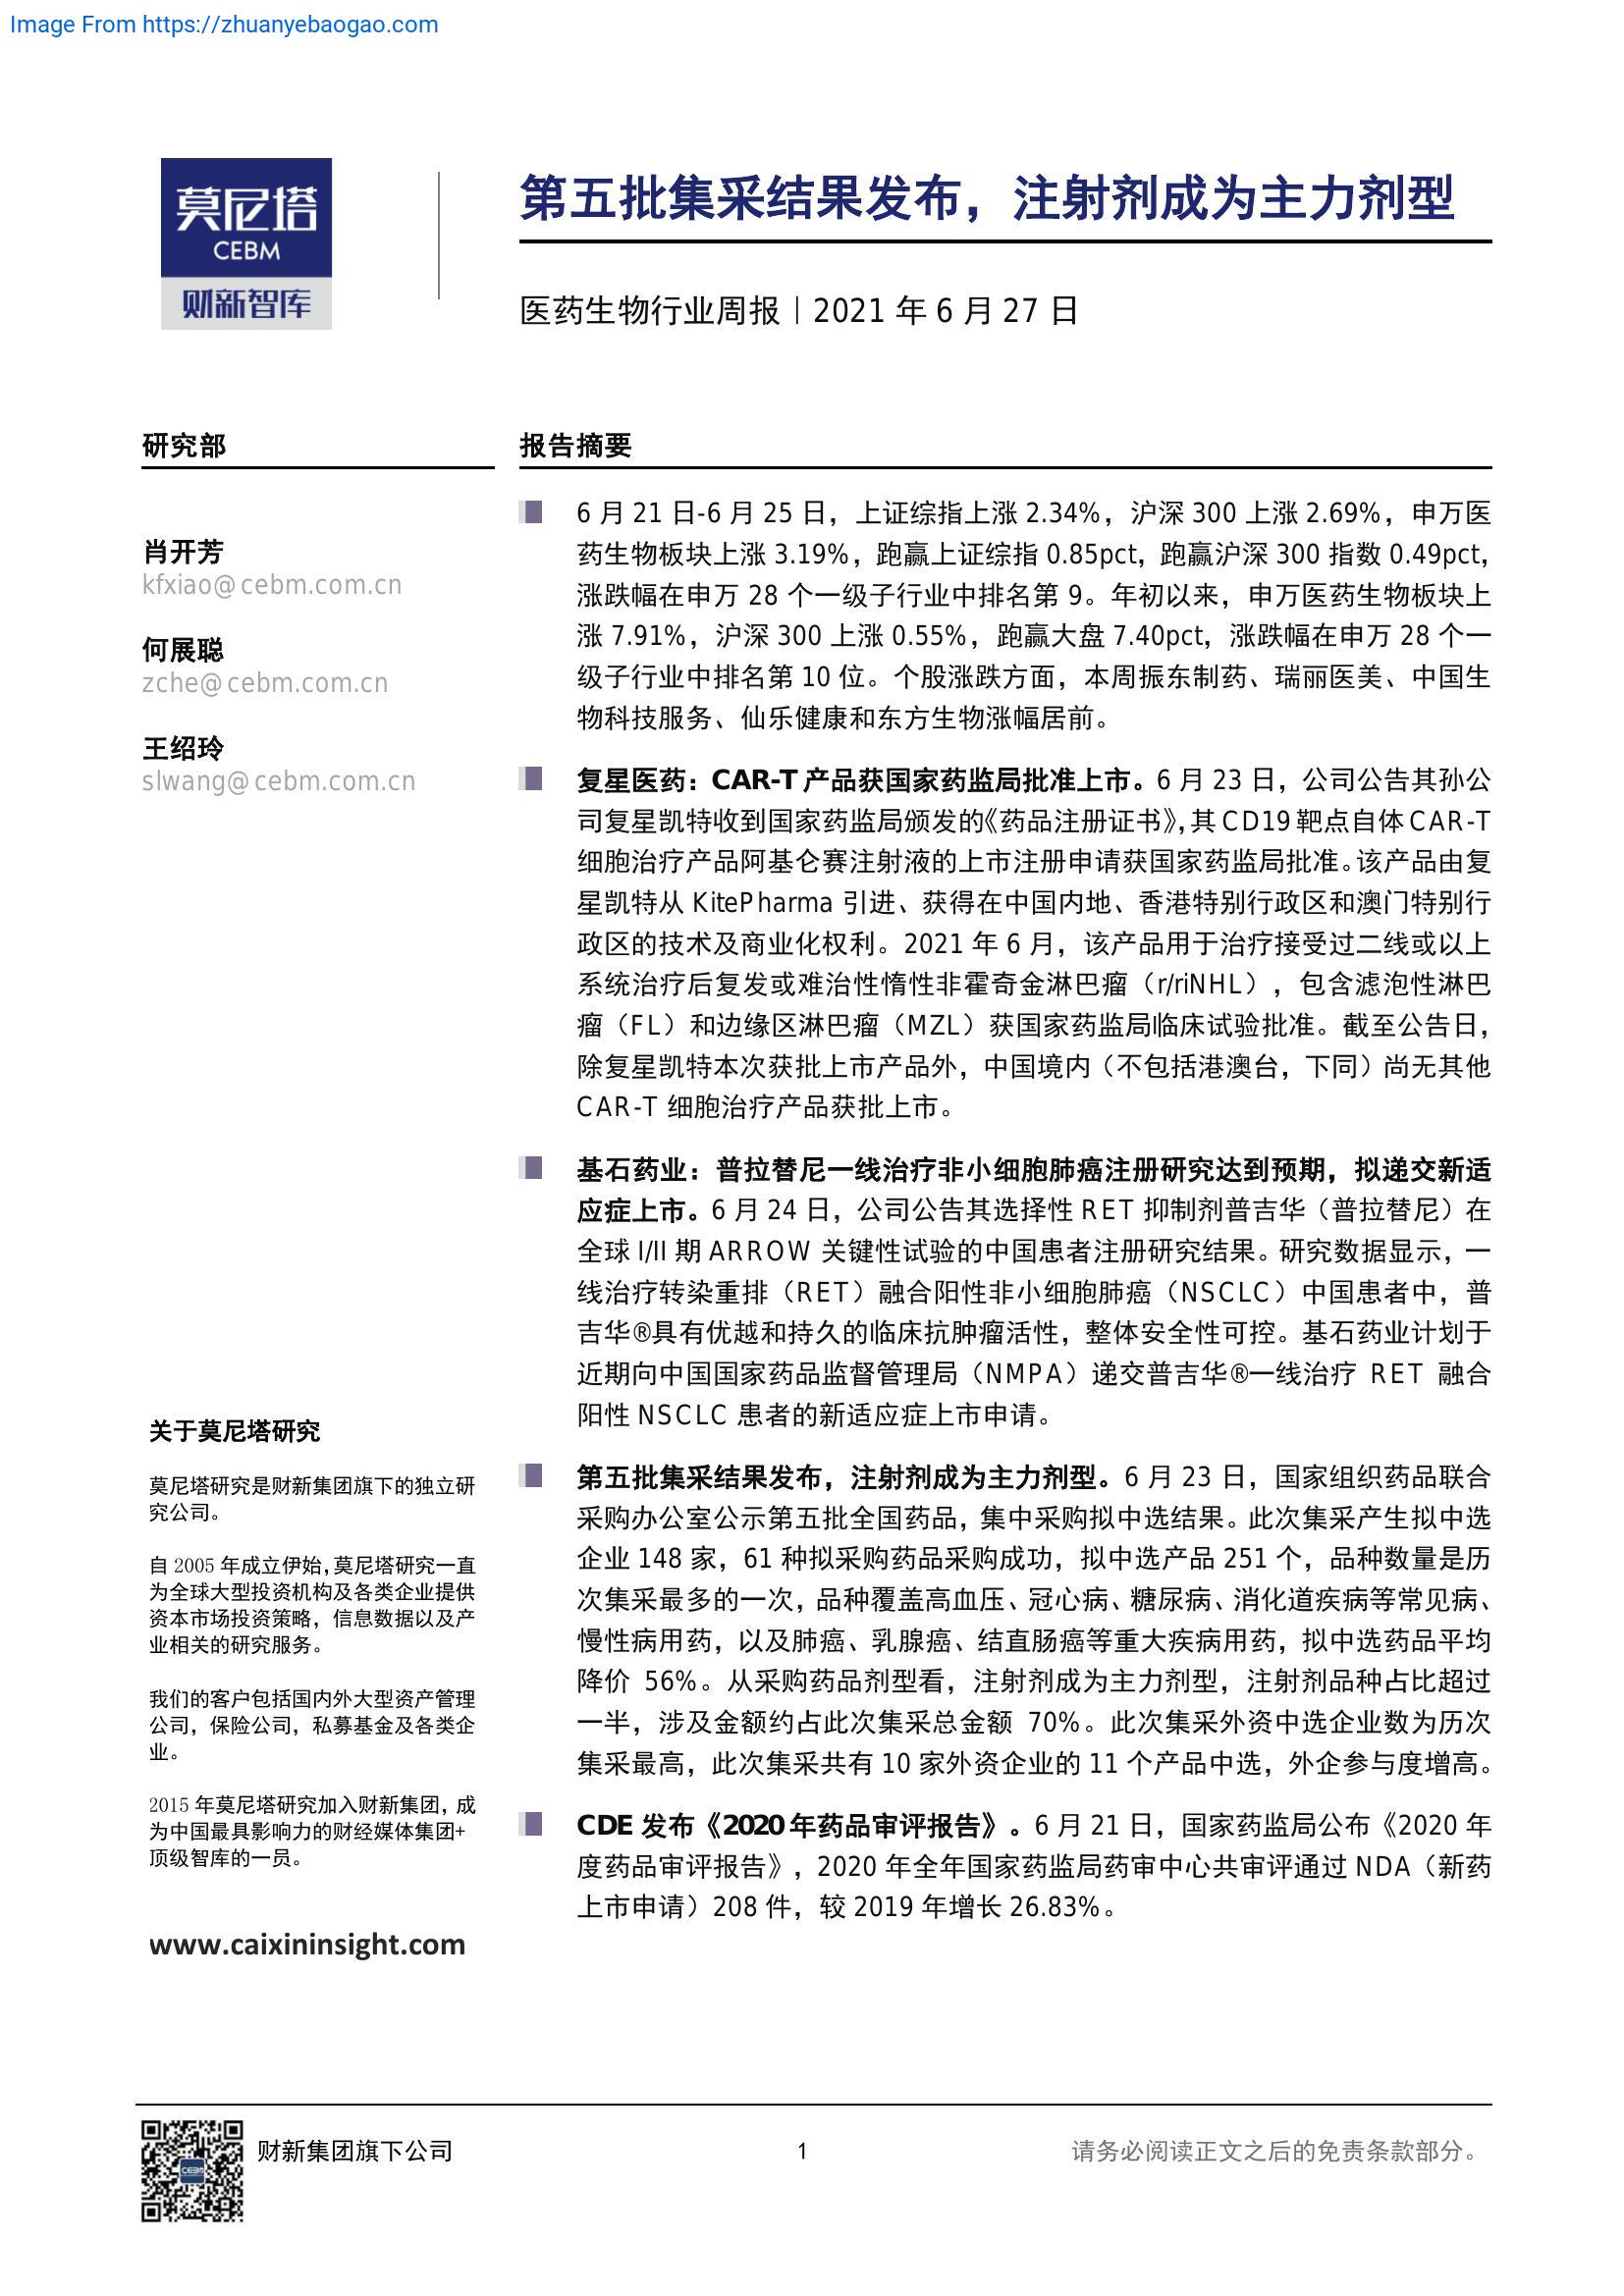 Image From https://zhuanyebaogao.com
莫尼塔
CEBM
财新智库
第五批集采结果发布，注射剂成为主力剂型
医药生物行业周报｜2021 年 6 月 27 日
研究部
肖开芳
kfxiao@cebm.com.cn
何展聪
zche@cebm.com.cn
王绍玲
slwang@cebm.com.cn
关于莫尼塔研究
莫尼塔研究是财新集团旗下的独立研
究公司。
自 2005 年成立伊始，莫尼塔研究一直
为全球大型投资机构及各类企业提供
资本市场投资策略，信息数据以及产
业相关的研究服务。
我们的客户包括国内外大型资产管理
公司，保险公司，私募基金及各类企
业。
2015 年莫尼塔研究加入财新集团，成
为中国最具影响力的财经媒体集团+
顶级智库的一员。
www.caixininsight.com
报告摘要
6 月 21 日-6 月 25 日，上证综指上涨 2.34%，沪深 300 上涨 2.69%，申万医
药生物板块上涨 3.19%，跑赢上证综指 0.85pct，跑赢沪深 300 指数 0.49pct，
涨跌幅在申万 28 个一级子行业中排名第 9。年初以来，申万医药生物板块上
涨 7.91%，沪深 300 上涨 0.55%，跑赢大盘 7.40pct，涨跌幅在申万 28 个一
级子行业中排名第 10 位。个股涨跌方面，本周振东制药、瑞丽医美、中国生
物科技服务、仙乐健康和东方生物涨幅居前。
复星医药：CAR-T 产品获国家药监局批准上市。6 月 23 日，公司公告其孙公
司复星凯特收到国家药监局颁发的《药品注册证书》，其 CD19 靶点自体 CAR-T
细胞治疗产品阿基仑赛注射液的上市注册申请获国家药监局批准。该产品由复
星凯特从 KitePharma 引进、获得在中国内地、香港特别行政区和澳门特别行
政区的技术及商业化权利。2021 年 6 月，该产品用于治疗接受过二线或以上
系统治疗后复发或难治性惰性非霍奇金淋巴瘤（r/riNHL），包含滤泡性淋巴
瘤（FL）和边缘区淋巴瘤（MZL）获国家药监局临床试验批准。截至公告日，
除复星凯特本次获批上市产品外，中国境内（不包括港澳台，下同）尚无其他
CAR-T 细胞治疗产品获批上市。
基石药业：普拉替尼一线治疗非小细胞肺癌注册研究达到预期，拟递交新适
应症上市。6 月 24 日，公司公告其选择性 RET 抑制剂普吉华（普拉替尼）在
全球 I/II 期 ARROW 关键性试验的中国患者注册研究结果。研究数据显示，一
线治疗转染重排（RET）融合阳性非小细胞肺癌（NSCLC）中国患者中，普
吉华®具有优越和持久的临床抗肿瘤活性，整体安全性可控。基石药业计划于
近期向中国国家药品监督管理局（NMPA）递交普吉华®一线治疗 RET 融合
阳性 NSCLC 患者的新适应症上市申请。
第五批集采结果发布，注射剂成为主力剂型。6 月 23 日，国家组织药品联合
采购办公室公示第五批全国药品，集中采购拟中选结果。此次集采产生拟中选
企业 148 家，61 种拟采购药品采购成功，拟中选产品 251 个，品种数量是历
次集采最多的一次，品种覆盖高血压、冠心病、糖尿病、消化道疾病等常见病、
慢性病用药，以及肺癌、乳腺癌、结直肠癌等重大疾病用药，拟中选药品平均
降价 56%。从采购药品剂型看，注射剂成为主力剂型，注射剂品种占比超过
一半，涉及金额约占此次集采总金额 70%。此次集采外资中选企业数为历次
集采最高，此次集采共有 10 家外资企业的 11 个产品中选，外企参与度增高。
CDE 发布《2020 年药品审评报告》。6 月 21 日，国家药监局公布《2020 年
度药品审评报告》，2020 年全年国家药监局药审中心共审评通过 NDA（新药
上市申请）208 件，较 2019 年增长 26.83%。
CEBM
财新集团旗下公司
1
请务必阅读正文之后的免责条款部分。